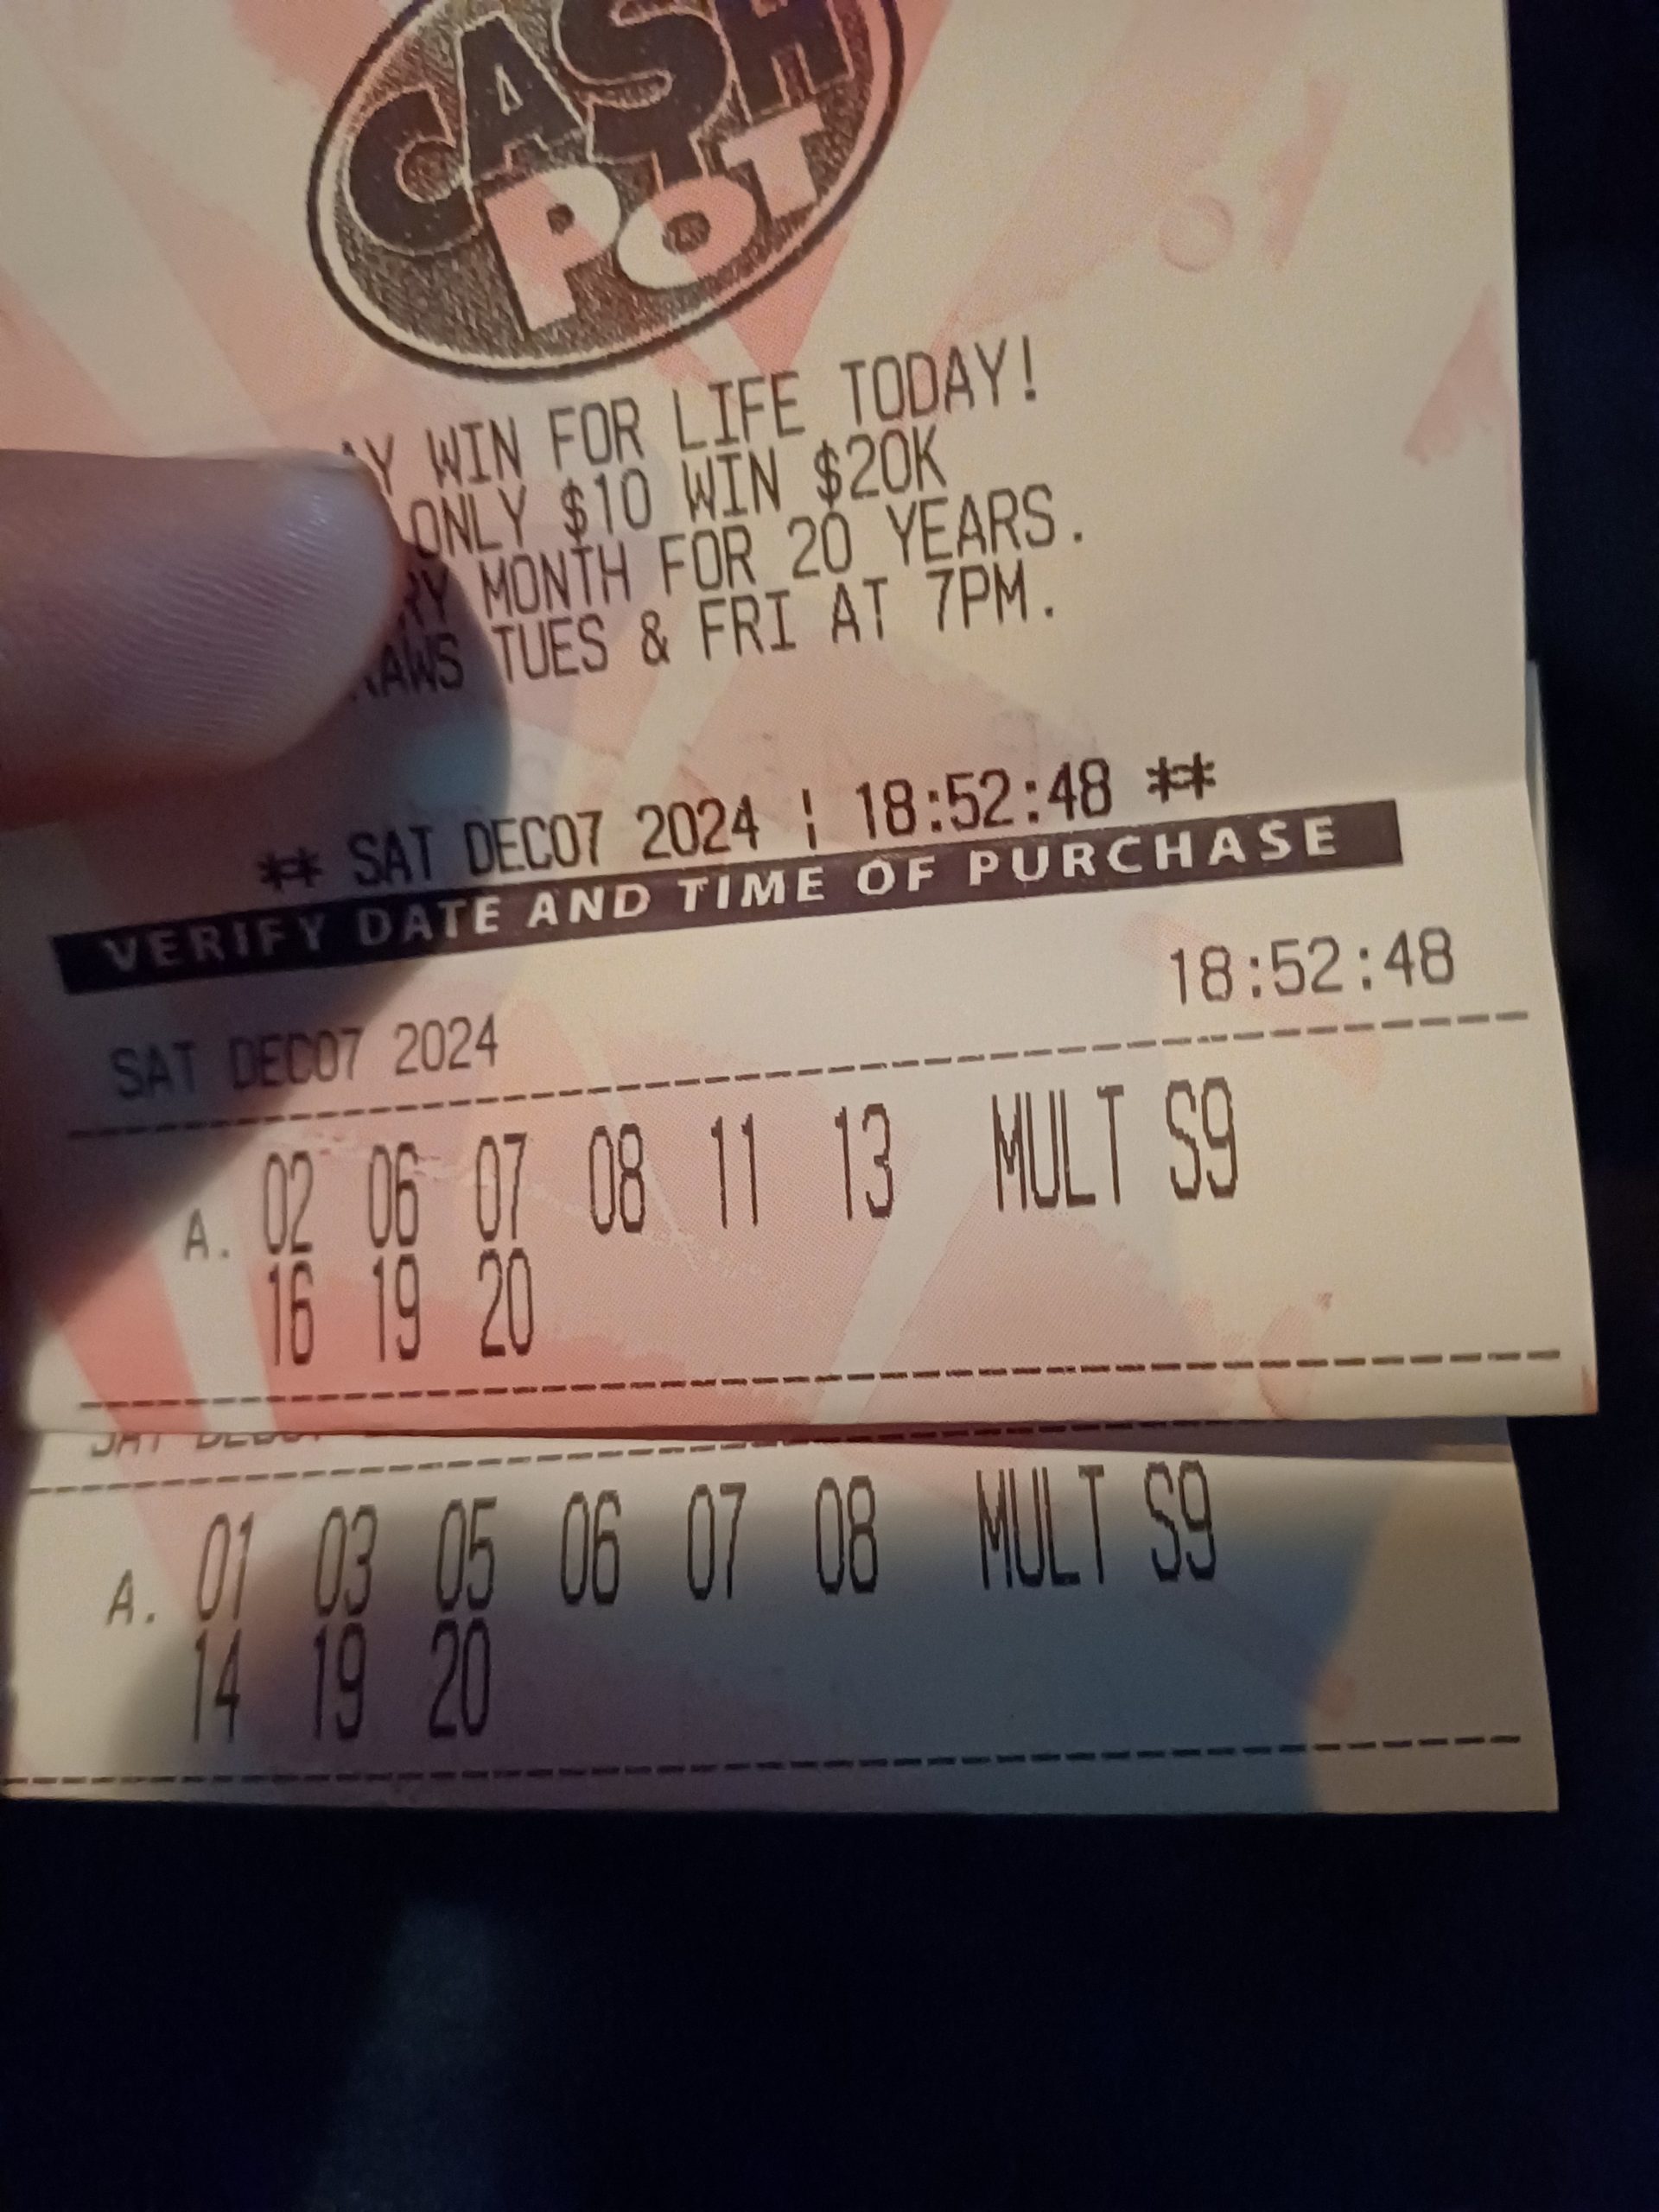 CASH
POT
AY WIN FOR LIFE TODAY!
ONLY $10 WIN $20K
RY MONTH FOR 20 YEARS.
AWS TUES & FRI AT 7PM.
** SAT DEC07 2024 ¦ 18:52:48 **
VERIFY DATE AND TIME OF PURCHASE
18:52:48
SAT DEC07 2024
A. 02 06 07 08 11 13 MULT S9
16 19 20
A. 01 03 05 06 07 08 MULT S9
14 19 20